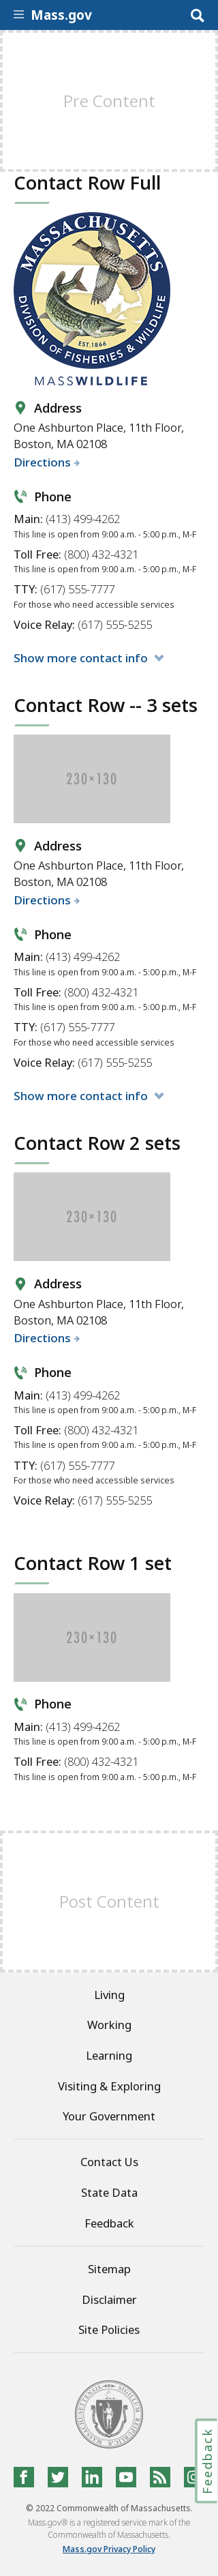 Mass.gov
Pre Content
Contact Row Full
MASSACHUSETTS
DIVISION OF FISHERIES & WILDLIFE
EST. 1866
MASSWILDLIFE
Address
One Ashburton Place, 11th Floor,
Boston, MA 02108
Directions
Phone
Main: (413) 499-4262
This line is open from 9:00 a.m. - 5:00 p.m., M-F
Toll Free: (800) 432-4321
This line is open from 9:00 a.m. - 5:00 p.m., M-F
TTY: (617) 555-7777
For those who need accessible services
Voice Relay: (617) 555-5255
Show more contact info
Contact Row -- 3 sets
230×130
Address
One Ashburton Place, 11th Floor,
Boston, MA 02108
Directions
Phone
Main: (413) 499-4262
This line is open from 9:00 a.m. - 5:00 p.m., M-F
Toll Free: (800) 432-4321
This line is open from 9:00 a.m. - 5:00 p.m., M-F
TTY: (617) 555-7777
For those who need accessible services
Voice Relay: (617) 555-5255
Show more contact info
Contact Row 2 sets
230×130
Address
One Ashburton Place, 11th Floor,
Boston, MA 02108
Directions
Phone
Main: (413) 499-4262
This line is open from 9:00 a.m. - 5:00 p.m., M-F
Toll Free: (800) 432-4321
This line is open from 9:00 a.m. - 5:00 p.m., M-F
TTY: (617) 555-7777
For those who need accessible services
Voice Relay: (617) 555-5255
Contact Row 1 set
230×130
Phone
Main: (413) 499-4262
This line is open from 9:00 a.m. - 5:00 p.m., M-F
Toll Free: (800) 432-4321
This line is open from 9:00 a.m. - 5:00 p.m., M-F
Post Content
Living
Working
Learning
Visiting & Exploring
Your Government
Contact Us
State Data
Feedback
Sitemap
Disclaimer
Site Policies
Feedback
© 2022 Commonwealth of Massachusetts.
Mass.gov® is a registered service mark of the
Commonwealth of Massachusetts.
Mass.gov Privacy Policy